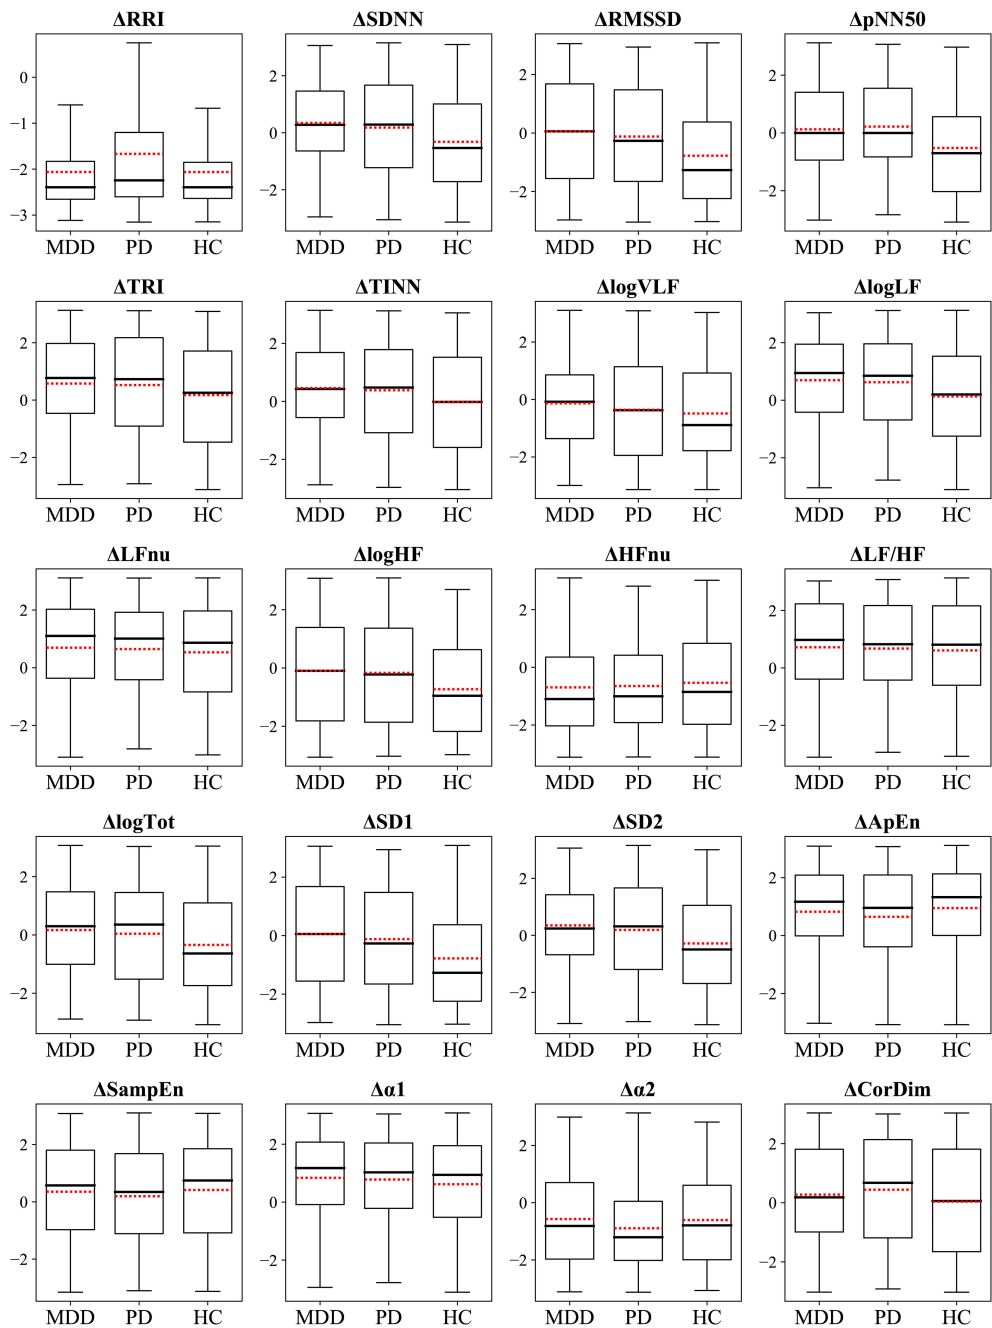 ΔRRI ΔSDNN ΔRMSSD ΔpNN50
0 2 2 2
−1 0 0 0
−2 −2 −2 −2
−3
MDD PD HC MDD PD HC MDD PD HC MDD PD HC
ΔTRI ΔTINN ΔlogVLF ΔlogLF
2 2 2 2
0 0 0 0
−2 −2 −2 −2
MDD PD HC MDD PD HC MDD PD HC MDD PD HC
ΔLFnu ΔlogHF ΔHFnu ΔLF/HF
2 2 2 2
0 0 0 0
−2 −2 −2 −2
MDD PD HC MDD PD HC MDD PD HC MDD PD HC
ΔlogTot ΔSD1 ΔSD2 ΔApEn
2 2 2 2
0 0 0 0
−2 −2 −2 −2
MDD PD HC MDD PD HC MDD PD HC MDD PD HC
ΔSampEn Δα1 Δα2 ΔCorDim
2 2 2 2
0 0 0 0
−2 −2 −2 −2
MDD PD HC MDD PD HC MDD PD HC MDD PD HC